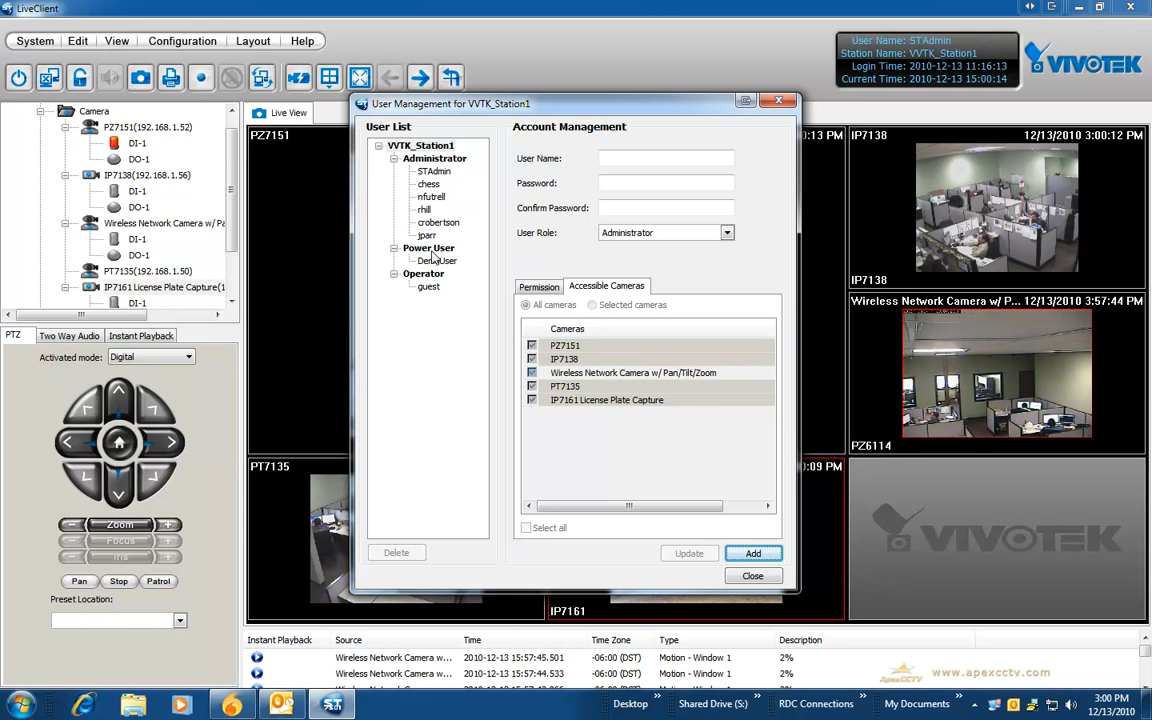 LiveClient
System Edit View Configuration Layout Help
User Name: STAdmin
Station Name: VVTK_Station1
Login Time: 2010-12-13 11:16:13
Current Time: 2010-12-13 15:00:14
VIVOTEK
Camera
PZ7151(192.168.1.52)
DI-1
DO-1
IP7138(192.168.1.56)
DI-1
DO-1
Wireless Network Camera w/ Pa
DI-1
DO-1
PT7135(192.168.1.50)
IP7161 License Plate Capture(1
DI-1
PTZ Two Way Audio Instant Playback
Activated mode: Digital
Zoom
Focus
Iris
Pan Stop Patrol
Preset Location:
Live View
PZ7151
:13 PM
IP7138 12/13/2010 3:00:12 PM
IP7138
Wireless Network Camera w/ P... 12/13/2010 3:57:44 PM
PZ6114
PT7135
:09 PM
IP7161
VIVOTEK
User Management for VVTK_Station1
User List
VVTK_Station1
Administrator
STAdmin
chess
nfutrell
rhill
crobertson
jparr
Power User
Operator
guest
Delete
Account Management
User Name:
Password:
Confirm Password:
User Role: Administrator
Permission Accessible Cameras
All cameras Selected cameras
Cameras
PZ7151
IP7138
Wireless Network Camera w/ Pan/Tilt/Zoom
PT7135
IP7161 License Plate Capture
Select all
Update Add
Close
Instant Playback Source Time Time Zone Type Description
Wireless Network Camera w... 2010-12-13 15:57:45.501 -06:00 (DST) Motion - Window 1 2%
Wireless Network Camera w... 2010-12-13 15:57:44.503 -06:00 (DST) Motion - Window 1 2%
ApexCCTV
www.apexcctv.com
Desktop Shared Drive (S:) RDC Connections My Documents
3:00 PM
12/13/2010